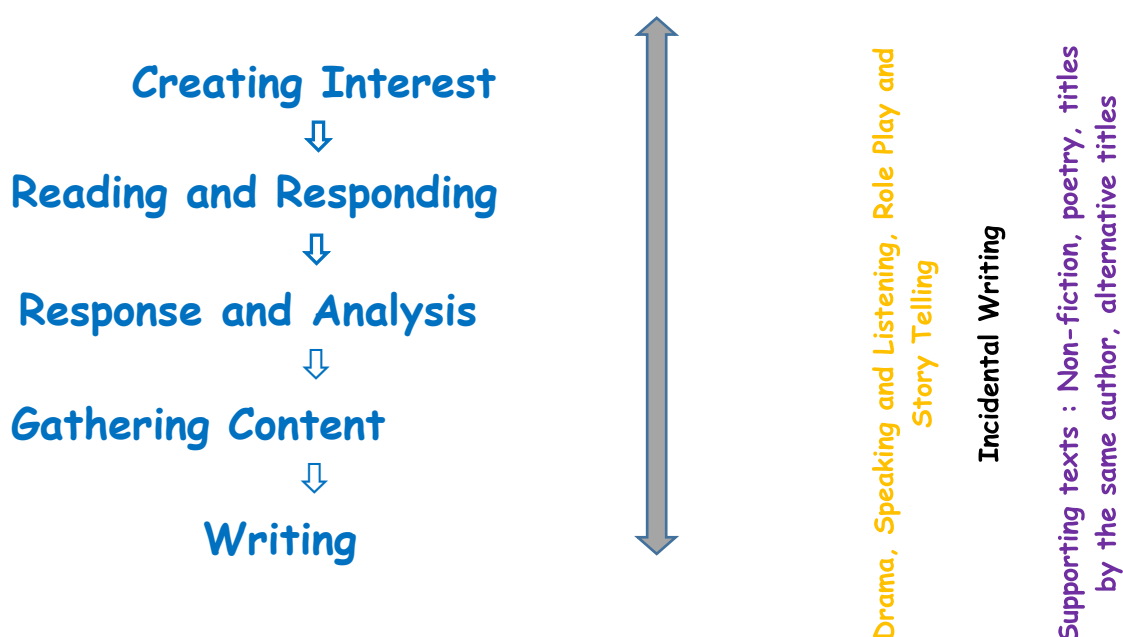 Creating Interest
Reading and Responding
Response and Analysis
Gathering Content
Writing
Drama, Speaking and Listening, Role Play and
Story Telling
Incidental Writing
Supporting texts : Non-fiction, poetry, titles
by the same author, alternative titles